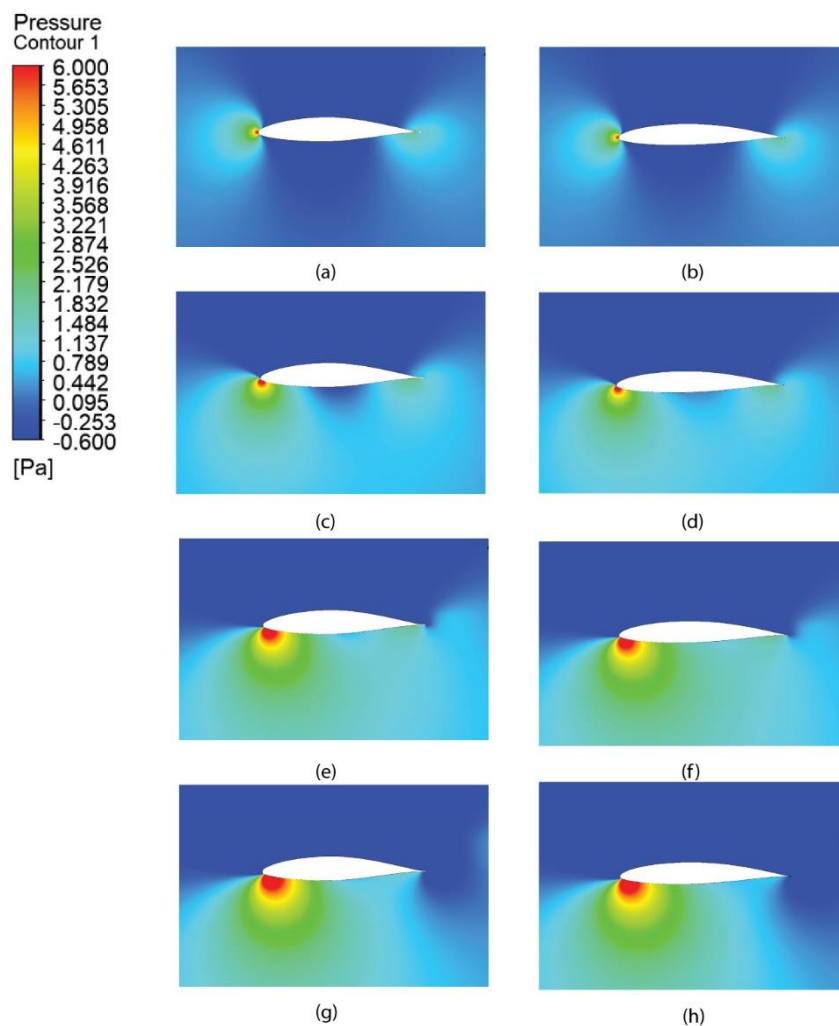 Pressure
Contour 1
6.000
5.653
5.305
4.958
4.611
4.263
3.916
3.568
3.221
2.874
2.526
2.179
1.832
1.484
1.137
0.789
0.442
0.095
-0.253
-0.600
[Pa]
(a)
(b)
(c)
(d)
(e)
(f)
(g)
(h)